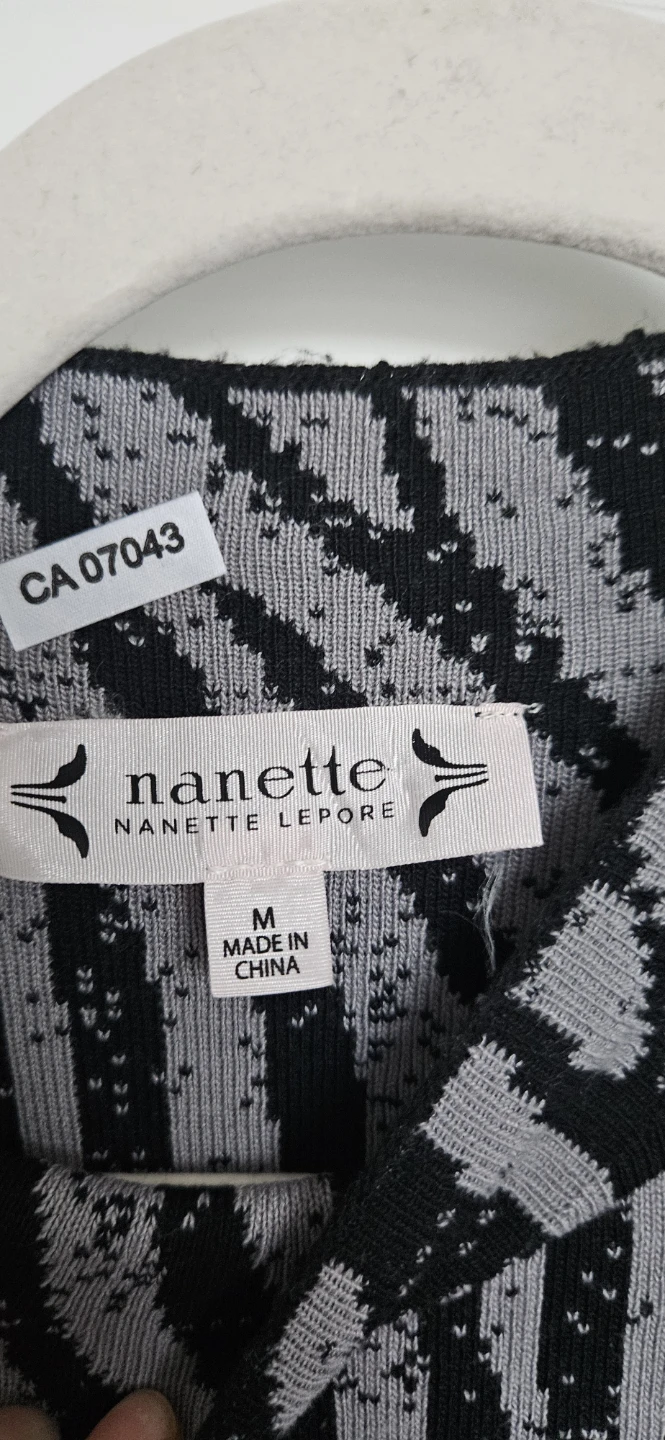 CA 07043
nanette
NANETTE LEPORE
M
MADE IN
CHINA